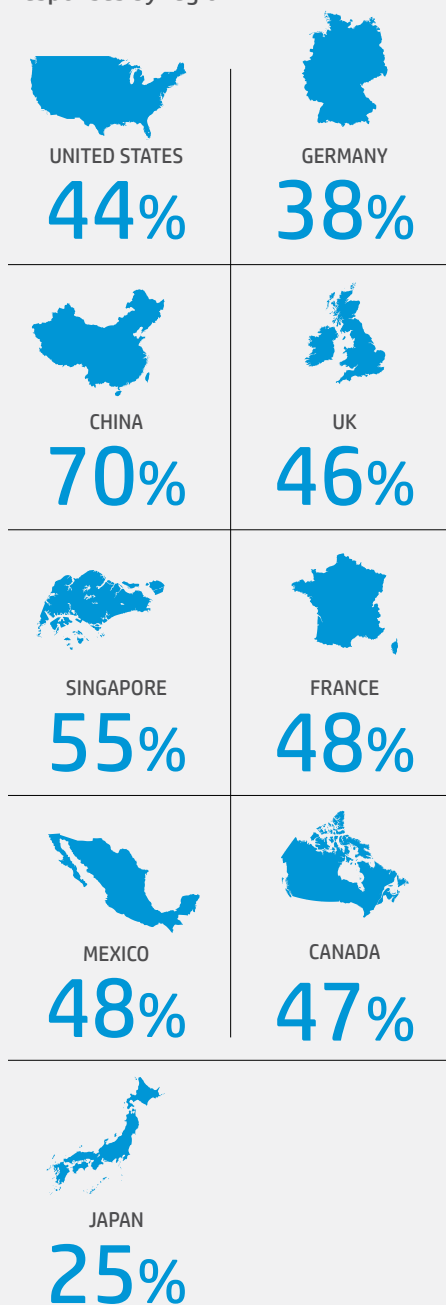 UNITED STATES
44%
GERMANY
38%
CHINA
70%
UK
46%
SINGAPORE
55%
FRANCE
48%
MEXICO
48%
CANADA
47%
JAPAN
25%